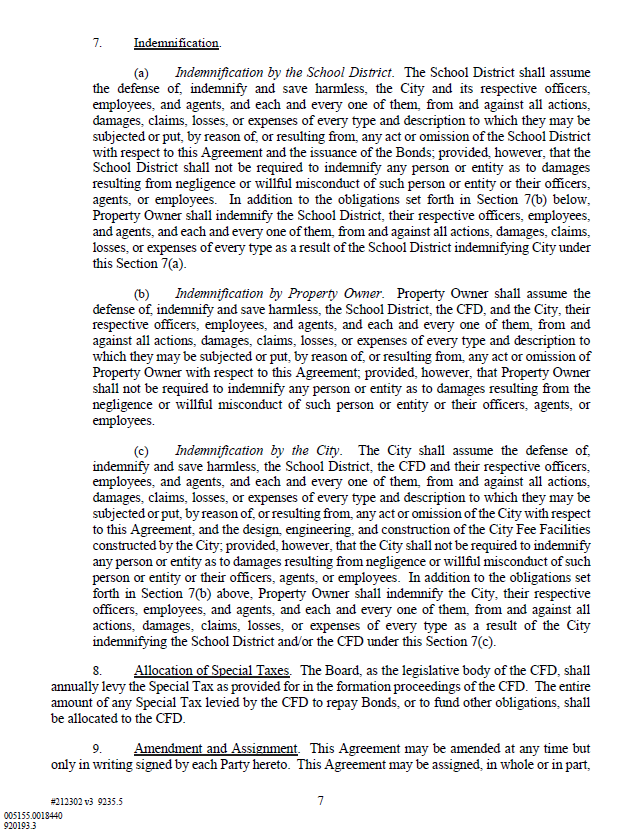 7. Indemnification.
(a) Indemnification by the School District. The School District shall assume
the defense of, indemnify and save harmless, the City and its respective officers,
employees, and agents, and each and every one of them, from and against all actions,
damages, claims, losses, or expenses of every type and description to which they may be
subjected or put, by reason of, or resulting from, any act or omission of the School District
with respect to this Agreement and the issuance of the Bonds; provided, however, that the
School District shall not be required to indemnify any person or entity as to damages
resulting from negligence or willful misconduct of such person or entity or their officers,
agents, or employees. In addition to the obligations set forth in Section 7(b) below,
Property Owner shall indemnify the School District, their respective officers, employees,
and agents, and each and every one of them, from and against all actions, damages, claims,
losses, or expenses of every type as a result of the School District indemnifying City under
this Section 7(a).
(b) Indemnification by Property Owner. Property Owner shall assume the
defense of, indemnify and save harmless, the School District, the CFD, and the City, their
respective officers, employees, and agents, and each and every one of them, from and
against all actions, damages, claims, losses, or expenses of every type and description to
which they may be subjected or put, by reason of, or resulting from, any act or omission of
Property Owner with respect to this Agreement; provided, however, that Property Owner
shall not be required to indemnify any person or entity as to damages resulting from the
negligence or willful misconduct of such person or entity or their officers, agents, or
employees.
(c) Indemnification by the City. The City shall assume the defense of,
indemnify and save harmless, the School District, the CFD and their respective officers,
employees, and agents, and each and every one of them, from and against all actions,
damages, claims, losses, or expenses of every type and description to which they may be
subjected or put, by reason of, or resulting from, any act or omission of the City with respect
to this Agreement, and the design, engineering, and construction of the City Fee Facilities
constructed by the City; provided, however, that the City shall not be required to indemnify
any person or entity as to damages resulting from negligence or willful misconduct of such
person or entity or their officers, agents, or employees. In addition to the obligations set
forth in Section 7(b) above, Property Owner shall indemnify the City, their respective
officers, employees, and agents, and each and every one of them, from and against all
actions, damages, claims, losses, or expenses of every type as a result of the City
indemnifying the School District and/or the CFD under this Section 7(c).
8. Allocation of Special Taxes. The Board, as the legislative body of the CFD, shall
annually levy the Special Tax as provided for in the formation proceedings of the CFD. The entire
amount of any Special Tax levied by the CFD to repay Bonds, or to fund other obligations, shall
be allocated to the CFD.
9. Amendment and Assignment. This Agreement may be amended at any time but
only in writing signed by each Party hereto. This Agreement may be assigned, in whole or in part,
#212302 v3 9235.5
7
005155.0018440
920193.3